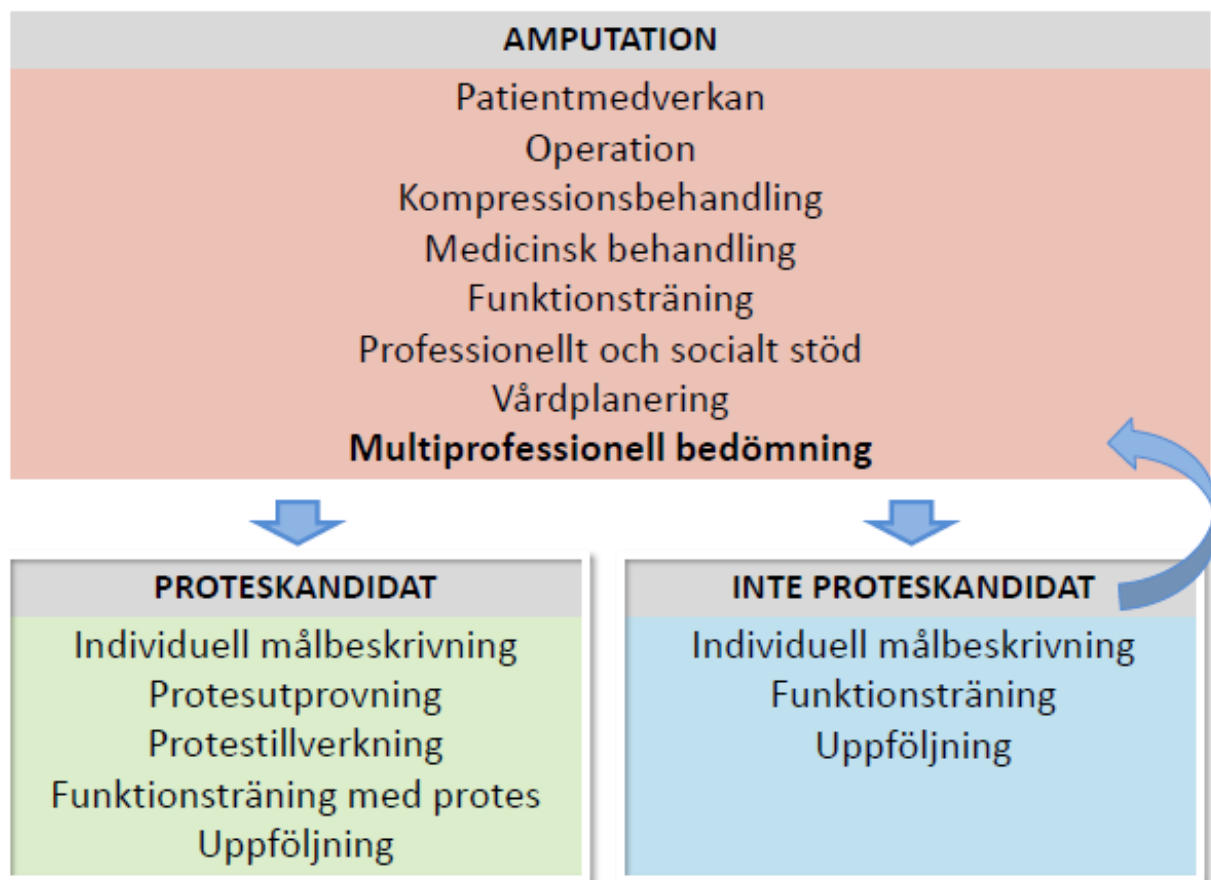 AMPUTATION
Patientmedverkan
Operation
Kompressionsbehandling
Medicinsk behandling
Funktionsträning
Professionellt och socialt stöd
Vårdplanering
Multiprofessionell bedömning
PROTESKANDIDAT
Individuell målbeskrivning
Protesutprovning
Protestillverkning
Funktionsträning med protes
Uppföljning
INTE PROTESKANDIDAT
Individuell målbeskrivning
Funktionsträning
Uppföljning